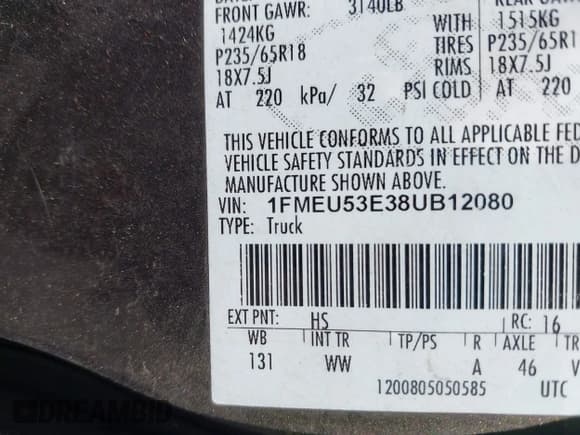 FRONT GAWR: 3140LB
1424KG WITH 1515KG
P235/65R18 TIRES P235/65R1
18X7.5J RIMS 18X7.5J
AT 220 kPa/ 32 PSI COLD AT 220
THIS VEHICLE CONFORMS TO ALL APPLICABLE FED
VEHICLE SAFETY STANDARDS IN EFFECT ON THE D
MANUFACTURE SHOWN ABOVE.
VIN: 1FMEU53E38UB12080
TYPE: Truck
EXT PNT: HS RC: 16
WB INT TR TP/PS R AXLE TR
131 WW A 46 V
1200805050585 UTC
DREAMBID